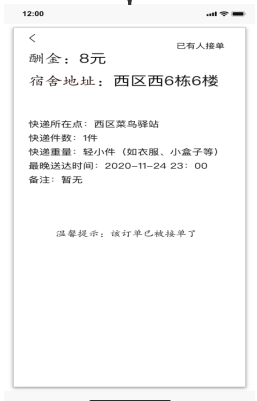 12:00
已有人接单
酬金：8元
宿舍地址：西区西6栋6楼
快递所在点：西区菜鸟驿站
快递件数：1件
快递重量：轻小件（如衣服、小盒子等）
最晚送达时间：2020-11-24 23：00
备注：暂无
温馨提示：该订单已被接单了